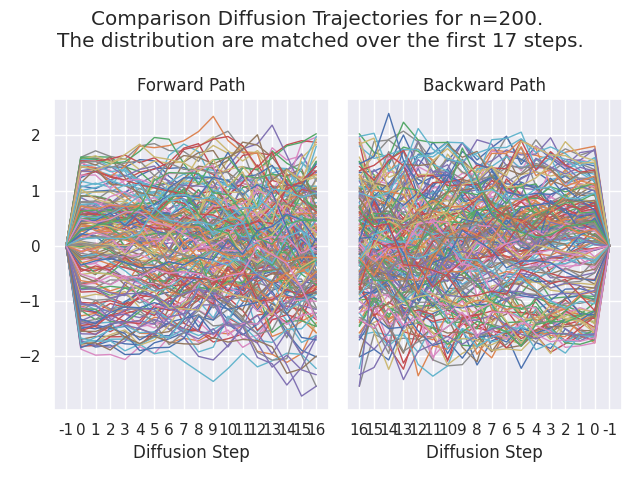 Comparison Diffusion Trajectories for n=200.
The distribution are matched over the first 17 steps.
Forward Path
Backward Path
2
1
0
−1
−2
-1 0 1 2 3 4 5 6 7 8 9 10 11 12 13 14 15 16
16 15 14 13 12 11 10 9 8 7 6 5 4 3 2 1 0 -1
Diffusion Step
Diffusion Step